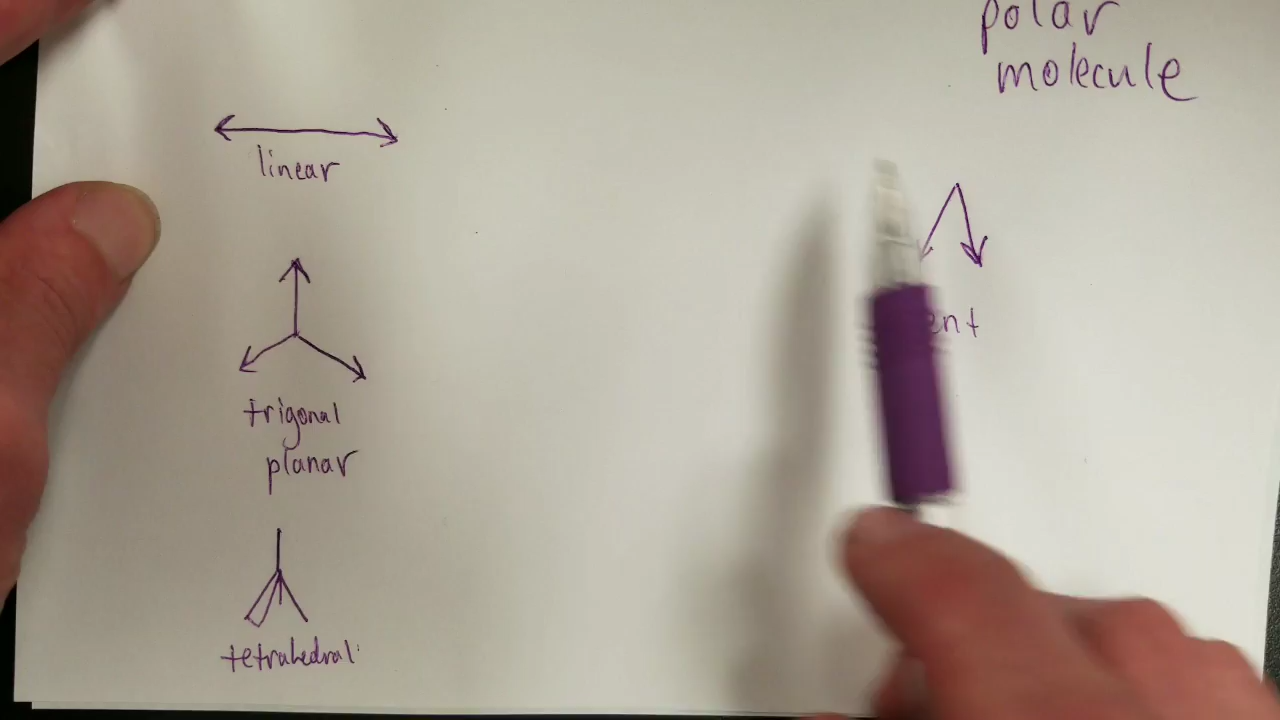 polar
molecule
linear
trigonal
planar
tetrahedral